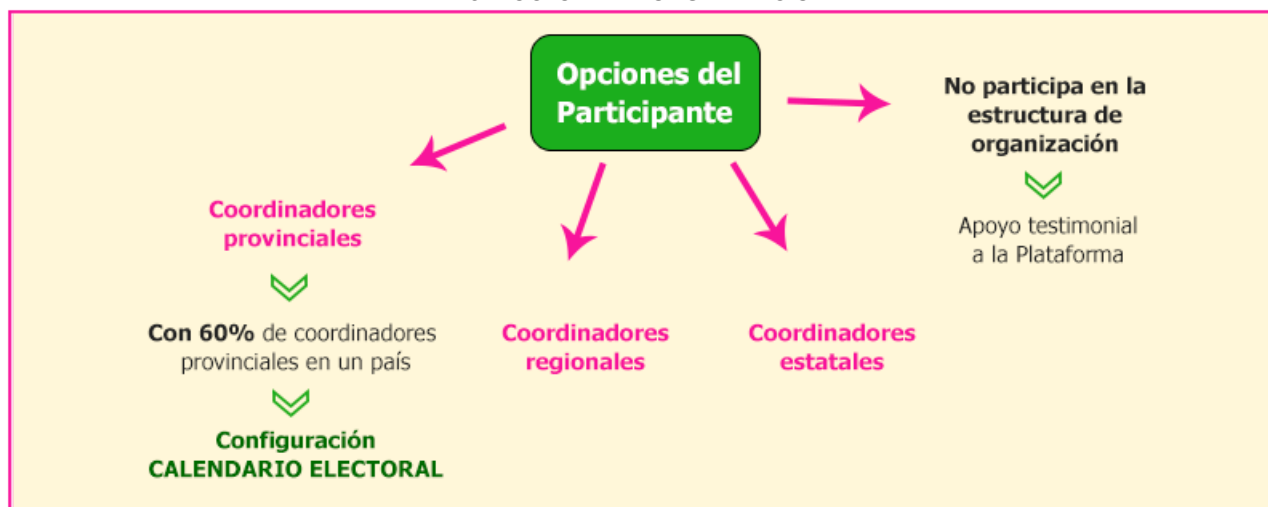 Opciones del
Participante
No participa en la
estructura de
organización
Apoyo testimonial
a la Plataforma
Coordinadores
provinciales
Con 60% de coordinadores
provinciales en un país
Configuración
CALENDARIO ELECTORAL
Coordinadores
regionales
Coordinadores
estatales